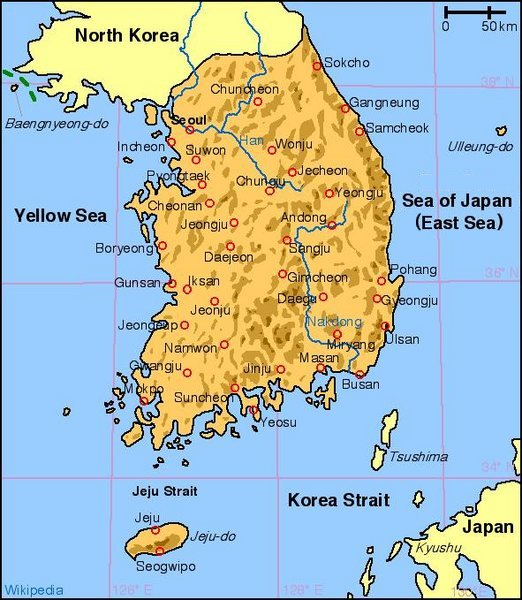 0 50km
North Korea
Sokcho
38° N
Chuncheon
Gangneung
Baengnyeong-do
Seoul
Samcheok
Han
Incheon
Wonju
Ulleung-do
Suwon
Jecheon
Pyongtaek
Chungju
Yeongju
Cheonan
Sea of Japan
(East Sea)
Yellow Sea
Jeongju
Andong
Boryeong
Daejeon
Sangju
Pohang
Gimcheon
36° N
Gunsan
Iksan
Daegu
Gyeongju
Jeonju
Jeongeup
Nakdong
Ulsan
Miryang
Namwon
Masan
Gwangju
Jinju
Busan
Mokpo
Suncheon
Yeosu
Tsushima
34° N
Jeju Strait
Korea Strait
Jeju
Japan
Jeju-do
Kyushu
Seogwipo
Wikipedia
126° E
128° E
130° E